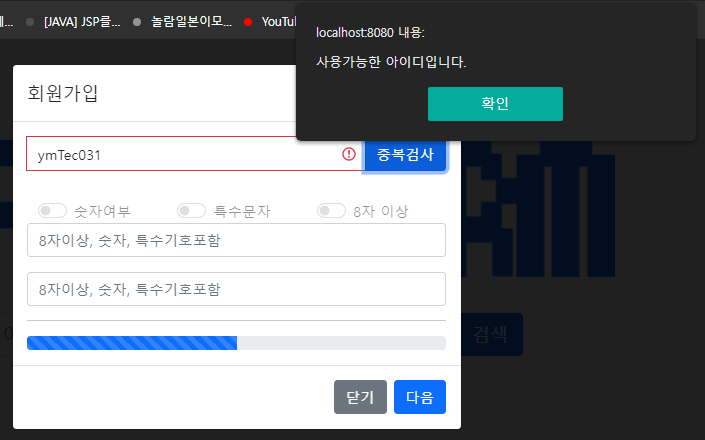 [JAVA] JSP를...
놀람일본이모...
YouTub
localhost:8080 내용:
사용가능한 아이디입니다.
확인
회원가입
ymTec031
중복검사
숫자여부
특수문자
8자 이상
8자이상, 숫자, 특수기호포함
8자이상, 숫자, 특수기호포함
검색
닫기
다음